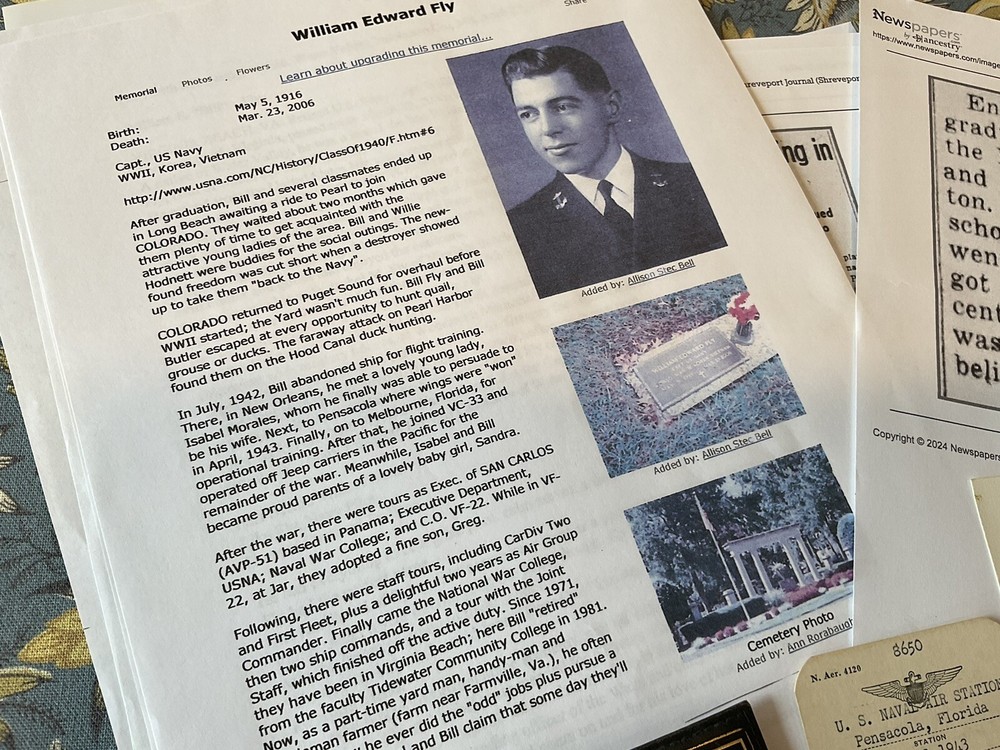 William Edward Fly
Share
Memorial Photos . Flowers Learn about upgrading this memorial...
Birth: May 5, 1916
Death: Mar. 23, 2006
Capt., US Navy
WWII, Korea, Vietnam
http://www.usna.com/NC/History/ClassOf1940/F.htm#6
After graduation, Bill and several classmates ended up
in Long Beach awaiting a ride to Pearl to join
COLORADO. They waited about two months which gave
them plenty of time to get acquainted with the
attractive young ladies of the area. Bill and Willie
Hodnett were buddies for the social outings. The new-
found freedom was cut short when a destroyer showed
up to take them "back to the Navy".
COLORADO returned to Puget Sound for overhaul before
WWII started; the Yard wasn't much fun. Bill Fly and Bill
Butler escaped at every opportunity to hunt quail,
grouse or ducks. The faraway attack on Pearl Harbor
found them on the Hood Canal duck hunting.
In July, 1942, Bill abandoned ship for flight training.
There, in New Orleans, he met a lovely young lady,
Isabel Morales, whom he finally was able to persuade to
be his wife. Next, to Pensacola where wings were "won"
in April, 1943. Finally, on to Melbourne, Florida, for
operational training. After that, he joined VC-33 and
operated off Jeep carriers in the Pacific for the
remainder of the war. Meanwhile, Isabel and Bill
became proud parents of a lovely baby girl, Sandra.
After the war, there were tours as Exec. of SAN CARLOS
(AVP-51) based in Panama; Executive Department,
USNA; Naval War College; and C.O. VF-22. While in VF-
22, at Jar, they adopted a fine son, Greg.
Following, there were staff tours, including CarDiv Two
and First Fleet, plus a delightful two years as Air Group
Commander. Finally came the National War College,
then two ship commands, and a tour with the Joint
Staff, which finished off the active duty. Since 1971,
they have been in Virginia Beach; here Bill "retired"
from the faculty Tidewater Community College in 1981.
Now, as a part-time yard man, handy-man and
man farmer (farm near Farmville, Va.), he often
he ever did the "odd" jobs plus pursue a
and Bill claim that some day they'll
Added by: Allison Stec Bell
WILLIAM EDWARD FLY
Added by: Allison Stec Bell
Cemetery Photo
Added by: Ann Rorabaugh
Shreveport Journal (Shrevepor
ng in
Newspapers
by ancestry
https://www.newspapers.com/image
En
grad
the
and
ton.
scho
wen
got
cent
was
beli
Copyright © 2024 Newspapers
8650
N. Aer. 4120
U. S. NAVAL AIR STATION
Pensacola, Florida
STATION
1943